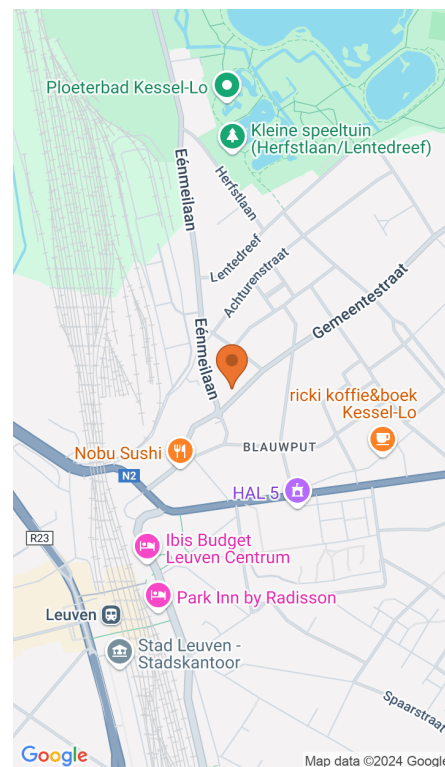 Ploeterbad Kessel-Lo
Kleine speeltuin
(Herfstlaan/Lentedreef)
Eénmeilaan
Herfstlaan
Lentedreef
Achturenstraat
Gemeentestraat
Eénmeilaan
ricki koffie&boek
Kessel-Lo
Nobu Sushi
BLAUWPUT
N2
HAL 5
R23
Ibis Budget
Leuven Centrum
Park Inn by Radisson
Leuven
Stad Leuven -
Stadskantoor
Spaarstraat
Google
Map data ©2024 Google